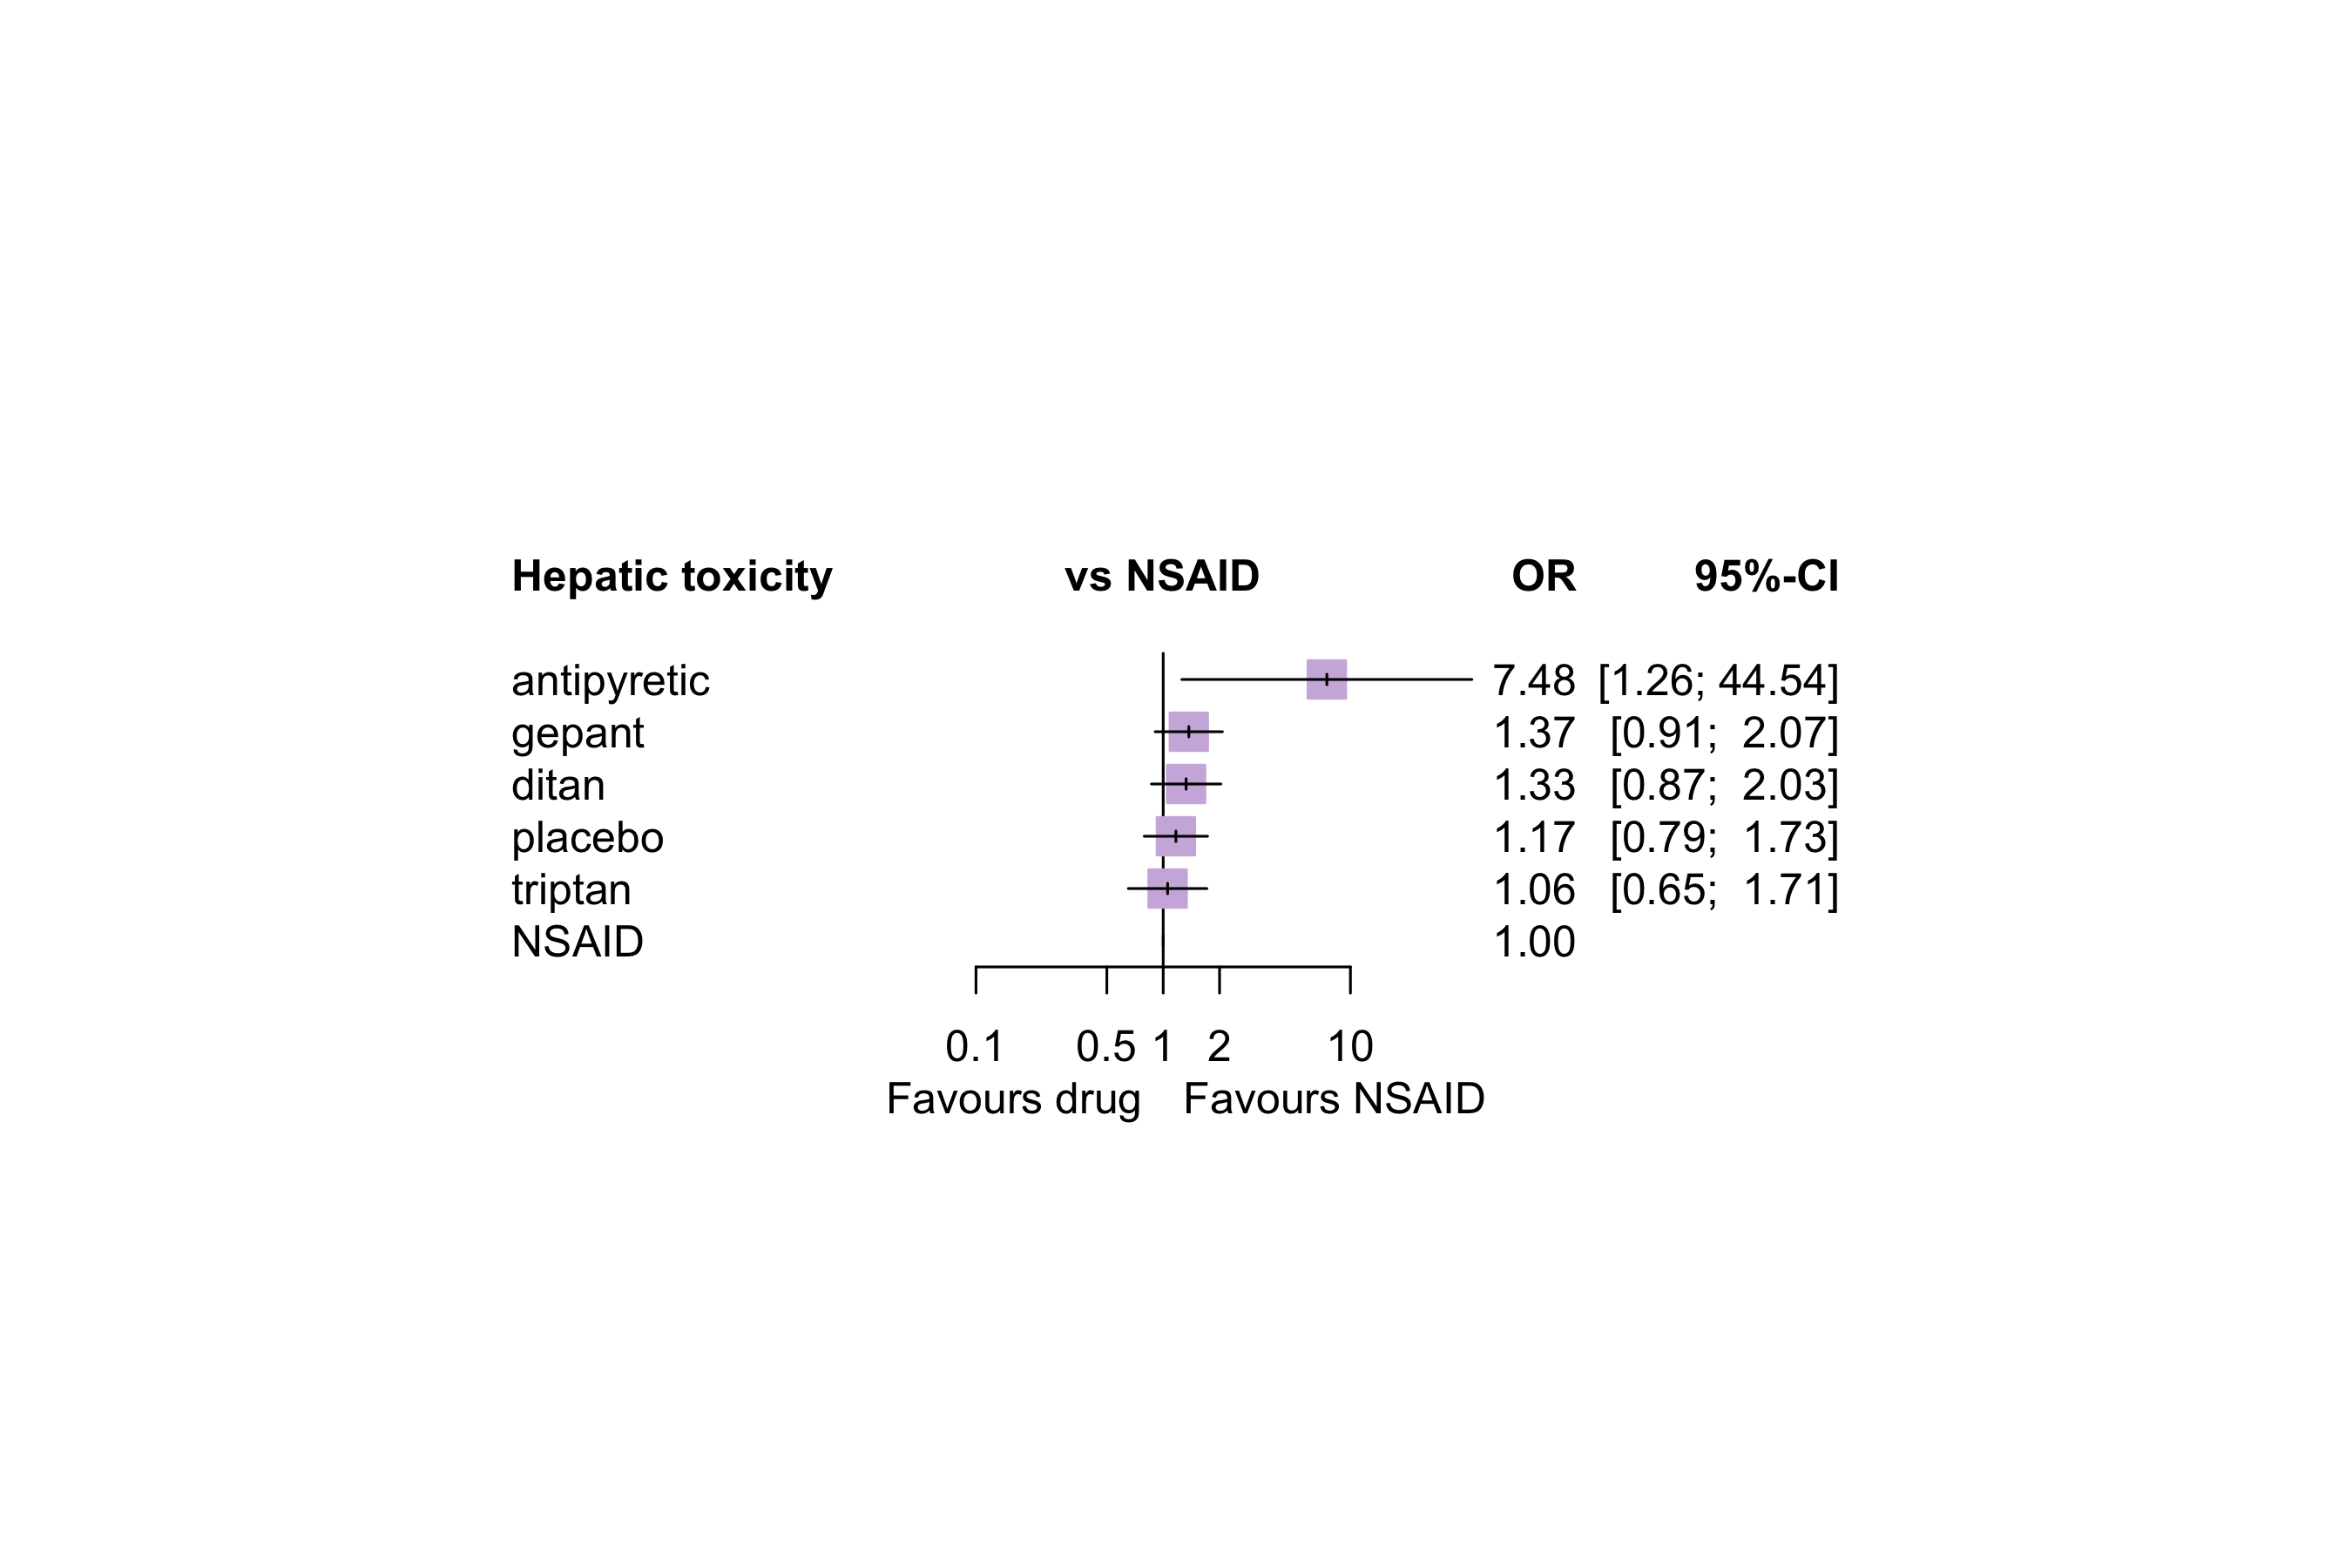 Hepatic toxicity vs NSAID OR 95%-CI
antipyretic 7.48 [1.26; 44.54]
gepant 1.37 [0.91; 2.07]
ditan 1.33 [0.87; 2.03]
placebo 1.17 [0.79; 1.73]
triptan 1.06 [0.65; 1.71]
NSAID 1.00
0.1 0.5 1 2 10
Favours drug Favours NSAID